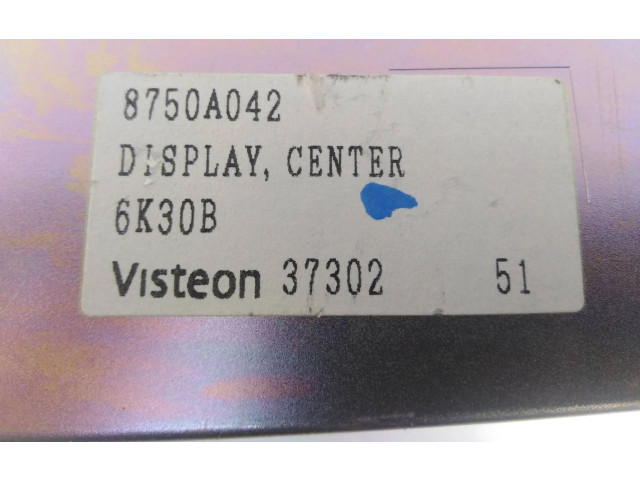 8750A042
DISPLAY, CENTER
6K30B
Visteon 37302 51